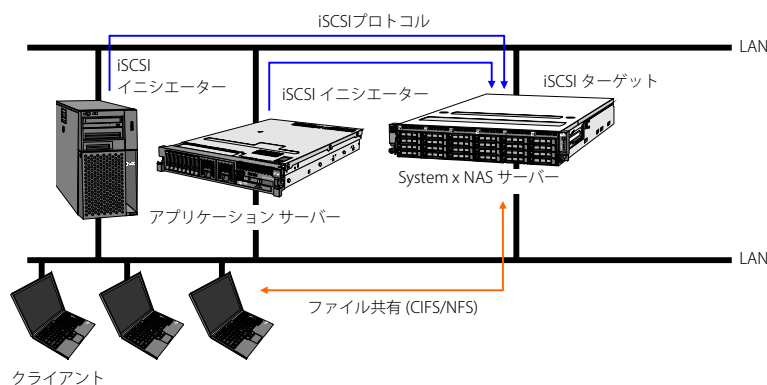 iSCSIプロトコル
LAN
iSCSI
イニシエーター
iSCSI イニシエーター
iSCSI ターゲット
System x NAS サーバー
アプリケーション サーバー
LAN
ファイル共有 (CIFS/NFS)
クライアント